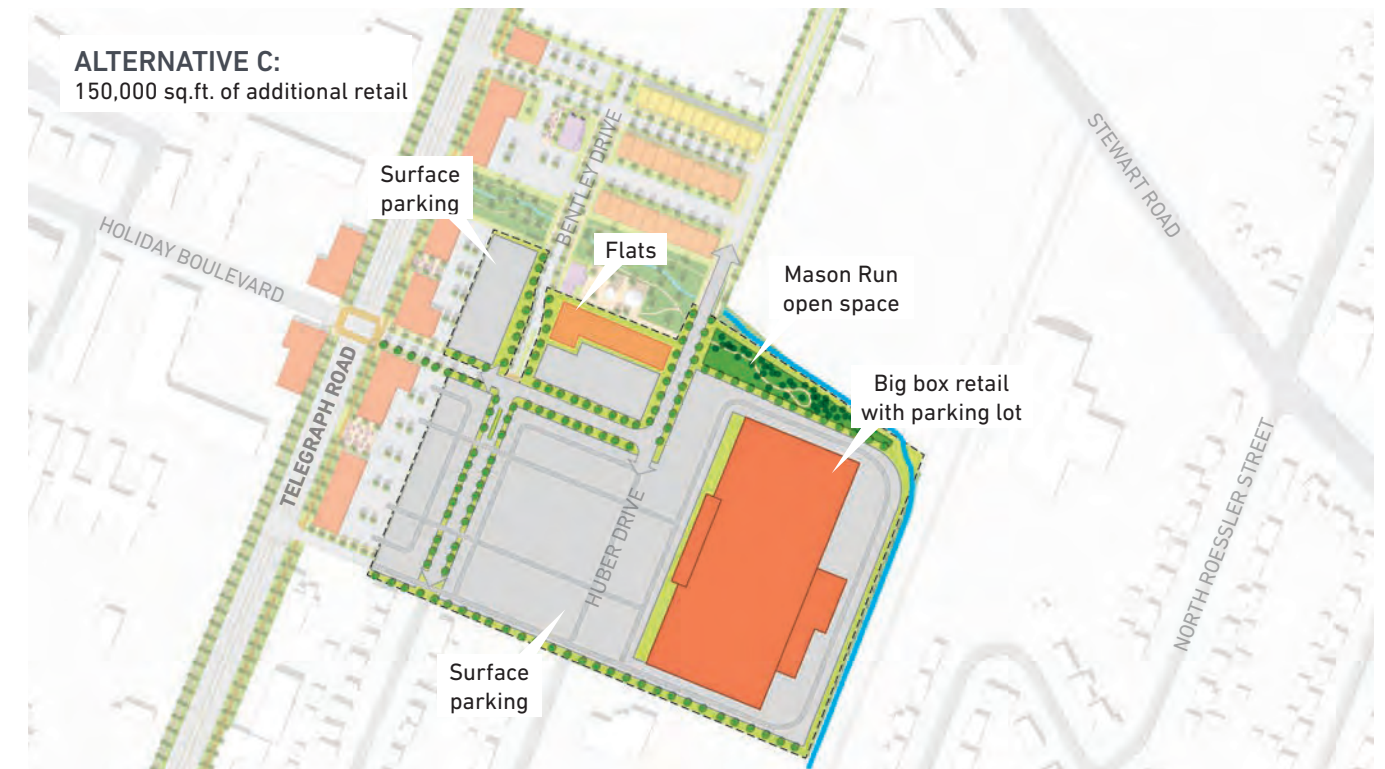 ALTERNATIVE C:
150,000 sq.ft. of additional retail
STEWART ROAD
BENTLEY DRIVE
Surface
parking
HOLIDAY BOULEVARD
Flats
Mason Run
open space
Big box retail
with parking lot
TELEGRAPH ROAD
HUBER DRIVE
NORTH ROESSLER STREET
Surface
parking